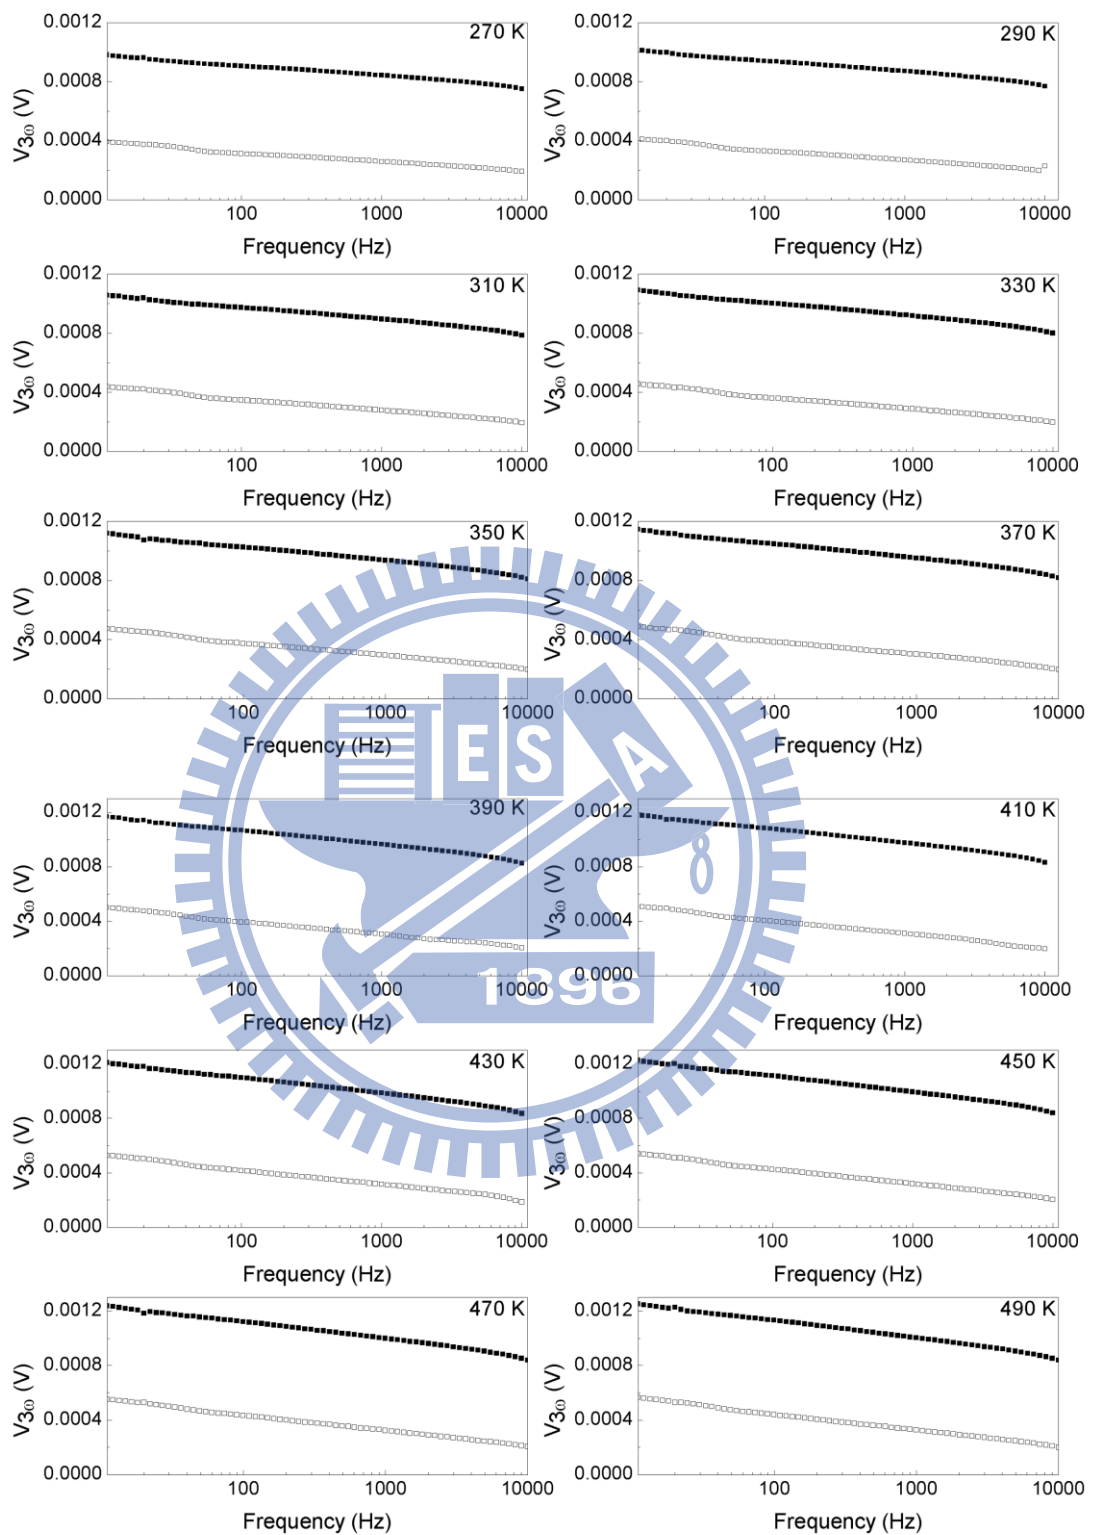 270 K
V3ω (V)
0.0012
0.0008
0.0004
0.0000
100 1000 10000
Frequency (Hz)
290 K
V3ω (V)
0.0012
0.0008
0.0004
0.0000
100 1000 10000
Frequency (Hz)
310 K
V3ω (V)
0.0012
0.0008
0.0004
0.0000
100 1000 10000
Frequency (Hz)
330 K
V3ω (V)
0.0012
0.0008
0.0004
0.0000
100 1000 10000
Frequency (Hz)
350 K
V3ω (V)
0.0012
0.0008
0.0004
0.0000
100 1000 10000
Frequency (Hz)
370 K
V3ω (V)
0.0012
0.0008
0.0004
0.0000
100 1000 10000
Frequency (Hz)
ESA
390 K
V3ω (V)
0.0012
0.0008
0.0004
0.0000
100 1000 10000
Frequency (Hz)
410 K
V3ω (V)
0.0012
0.0008
0.0004
0.0000
100 1000 10000
Frequency (Hz)
8
1896
430 K
V3ω (V)
0.0012
0.0008
0.0004
0.0000
100 1000 10000
Frequency (Hz)
450 K
V3ω (V)
0.0012
0.0008
0.0004
0.0000
100 1000 10000
Frequency (Hz)
470 K
V3ω (V)
0.0012
0.0008
0.0004
0.0000
100 1000 10000
Frequency (Hz)
490 K
V3ω (V)
0.0012
0.0008
0.0004
0.0000
100 1000 10000
Frequency (Hz)